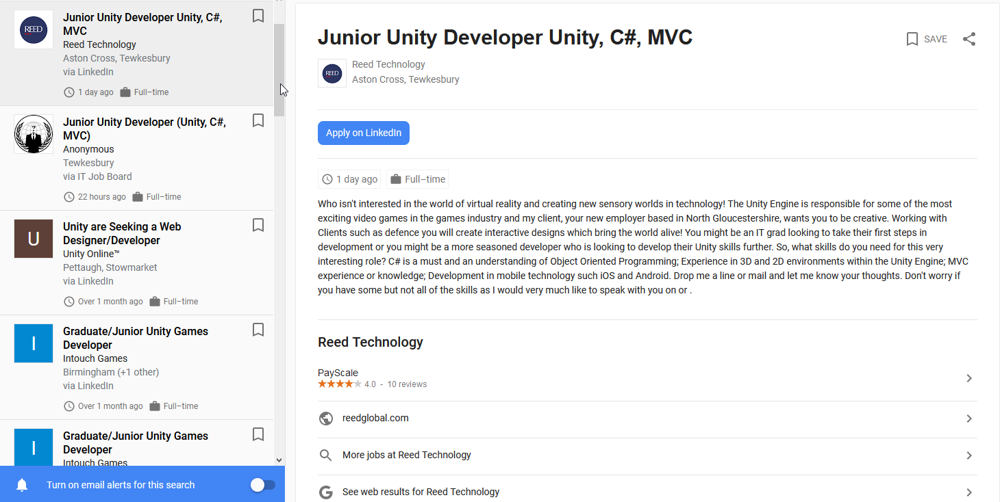 REED
Junior Unity Developer Unity, C#,
MVC
Reed Technology
Aston Cross, Tewkesbury
via LinkedIn
1 day ago Full–time
?
Junior Unity Developer (Unity, C#,
MVC)
Anonymous
Tewkesbury
via IT Job Board
22 hours ago Full–time
U
Unity are Seeking a Web
Designer/Developer
Unity Online™
Pettaugh, Stowmarket
via LinkedIn
Over 1 month ago Full–time
I
Graduate/Junior Unity Games
Developer
Intouch Games
Birmingham (+1 other)
via LinkedIn
Over 1 month ago Full–time
I
Graduate/Junior Unity Games
Developer
Intouch Games
Turn on email alerts for this search
Junior Unity Developer Unity, C#, MVC
SAVE
REED
Reed Technology
Aston Cross, Tewkesbury
Apply on LinkedIn
1 day ago Full–time
Who isn't interested in the world of virtual reality and creating new sensory worlds in technology! The Unity Engine is responsible for some of the most
exciting video games in the games industry and my client, your new employer based in North Gloucestershire, wants you to be creative. Working with
Clients such as defence you will create interactive designs which bring the world alive! You might be an IT grad looking to take their first steps in
development or you might be a more seasoned developer who is looking to develop their Unity skills further. So, what skills do you need for this very
interesting role? C# is a must and an understanding of Object Oriented Programming; Experience in 3D and 2D environments within the Unity Engine; MVC
experience or knowledge; Development in mobile technology such iOS and Android. Drop me a line or mail and let me know your thoughts. Don't worry if
you have some but not all of the skills as I would very much like to speak with you on or .
Reed Technology
PayScale
4.0 - 10 reviews
reedglobal.com
More jobs at Reed Technology
G
See web results for Reed Technology